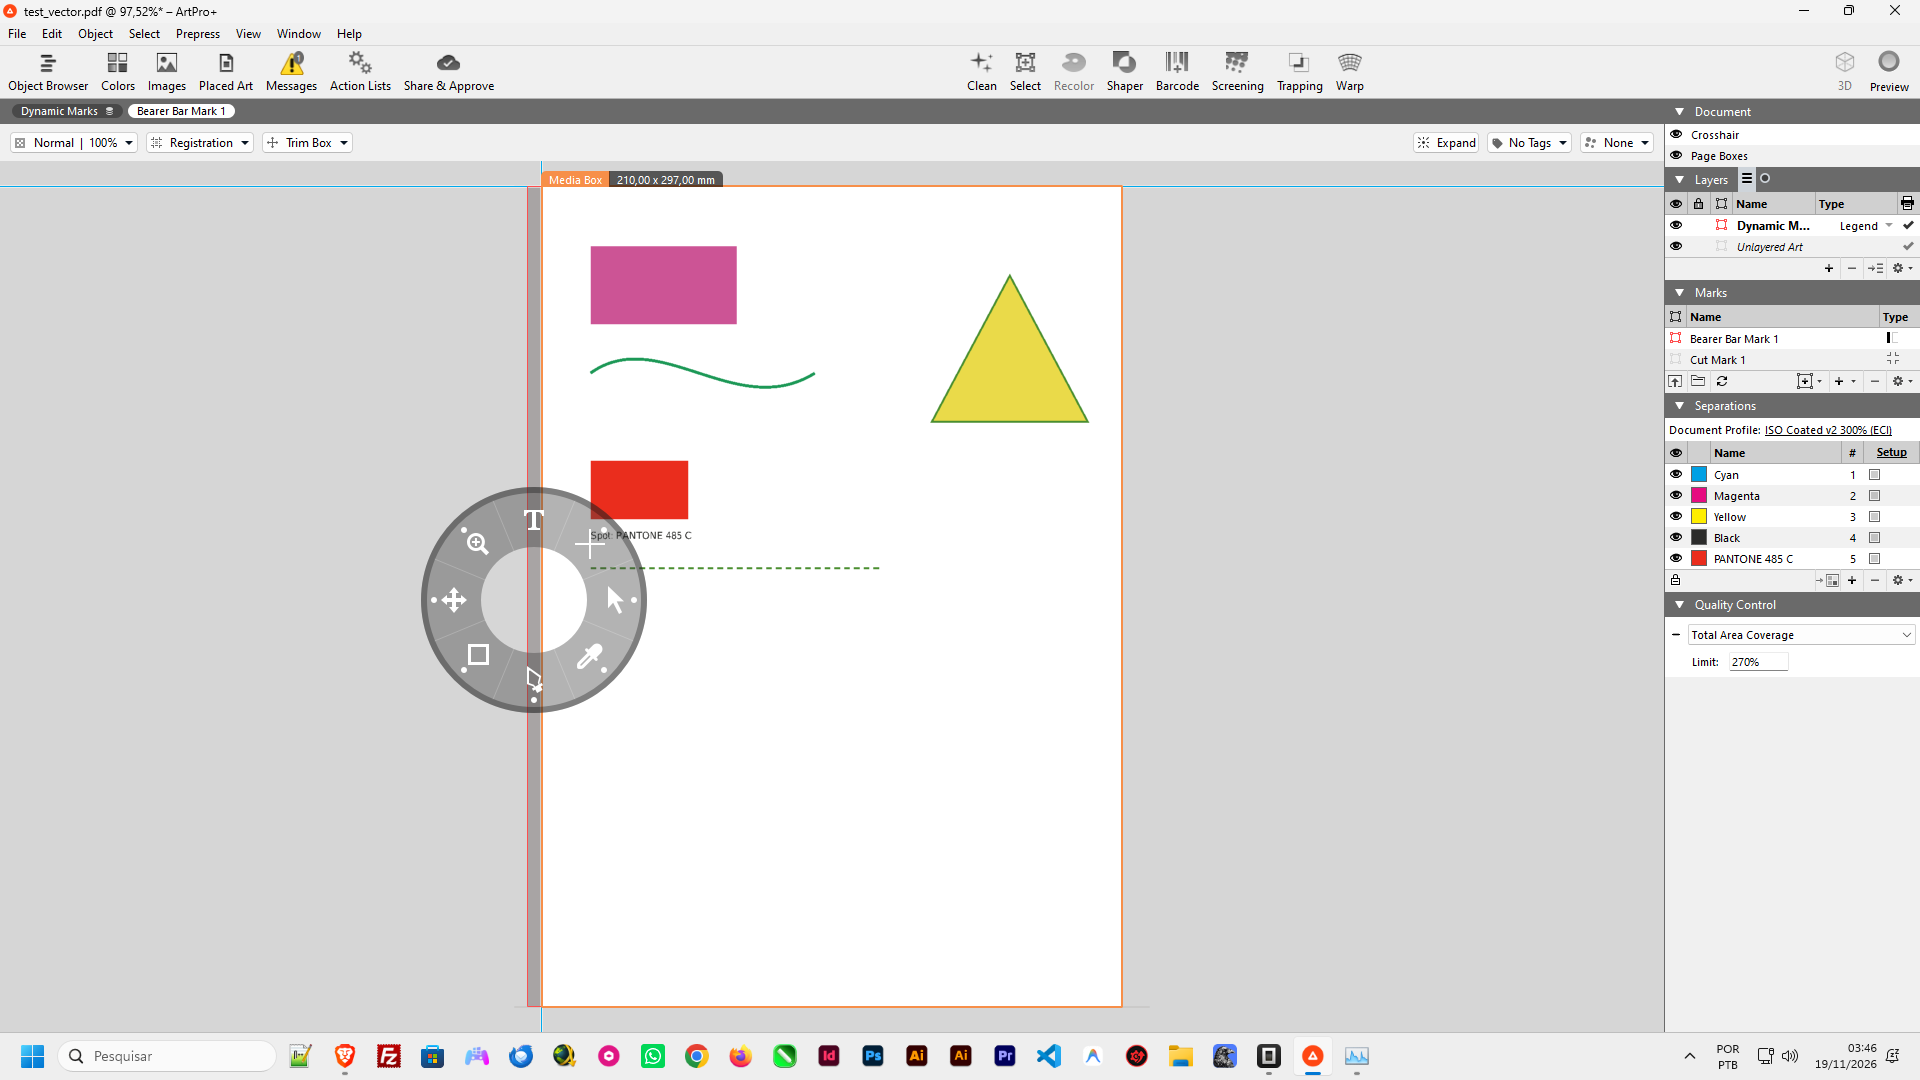 test_vector.pdf @ 97,52%* – ArtPro+
File Edit Object Select Prepress View Window Help
Object Browser Colors Images Placed Art Messages Action Lists Share & Approve Clean Select Recolor Shaper Barcode Screening Trapping Warp 3D Preview
Dynamic Marks Bearer Bar Mark 1
Normal | 100% Registration Trim Box Expand No Tags None
Media Box 210,00 x 297,00 mm
Spot: PANTONE 485 C
T
Document
Crosshair
Page Boxes
Layers
Name Type
Dynamic M... Legend
Unlayered Art
Marks
Name Type
Bearer Bar Mark 1
Cut Mark 1
Separations
Document Profile: ISO Coated v2 300% (ECI)
Name # Setup
Cyan 1
Magenta 2
Yellow 3
Black 4
PANTONE 485 C 5
Quality Control
Total Area Coverage
Limit: 270%
Pesquisar
Fz
Id
Ps
Ai
Ai
Pr
POR
PTB
03:46
19/11/2026